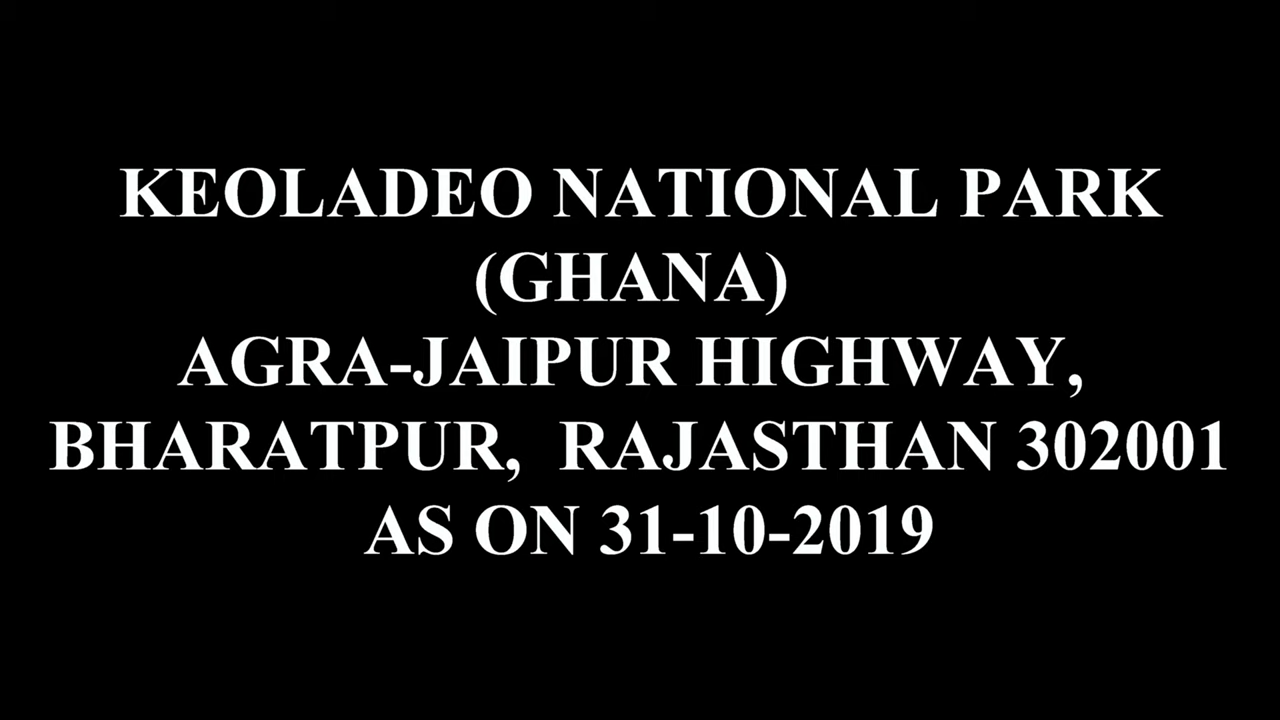 KEOLADEO NATIONAL PARK
(GHANA)
AGRA-JAIPUR HIGHWAY,
BHARATPUR, RAJASTHAN 302001
AS ON 31-10-2019